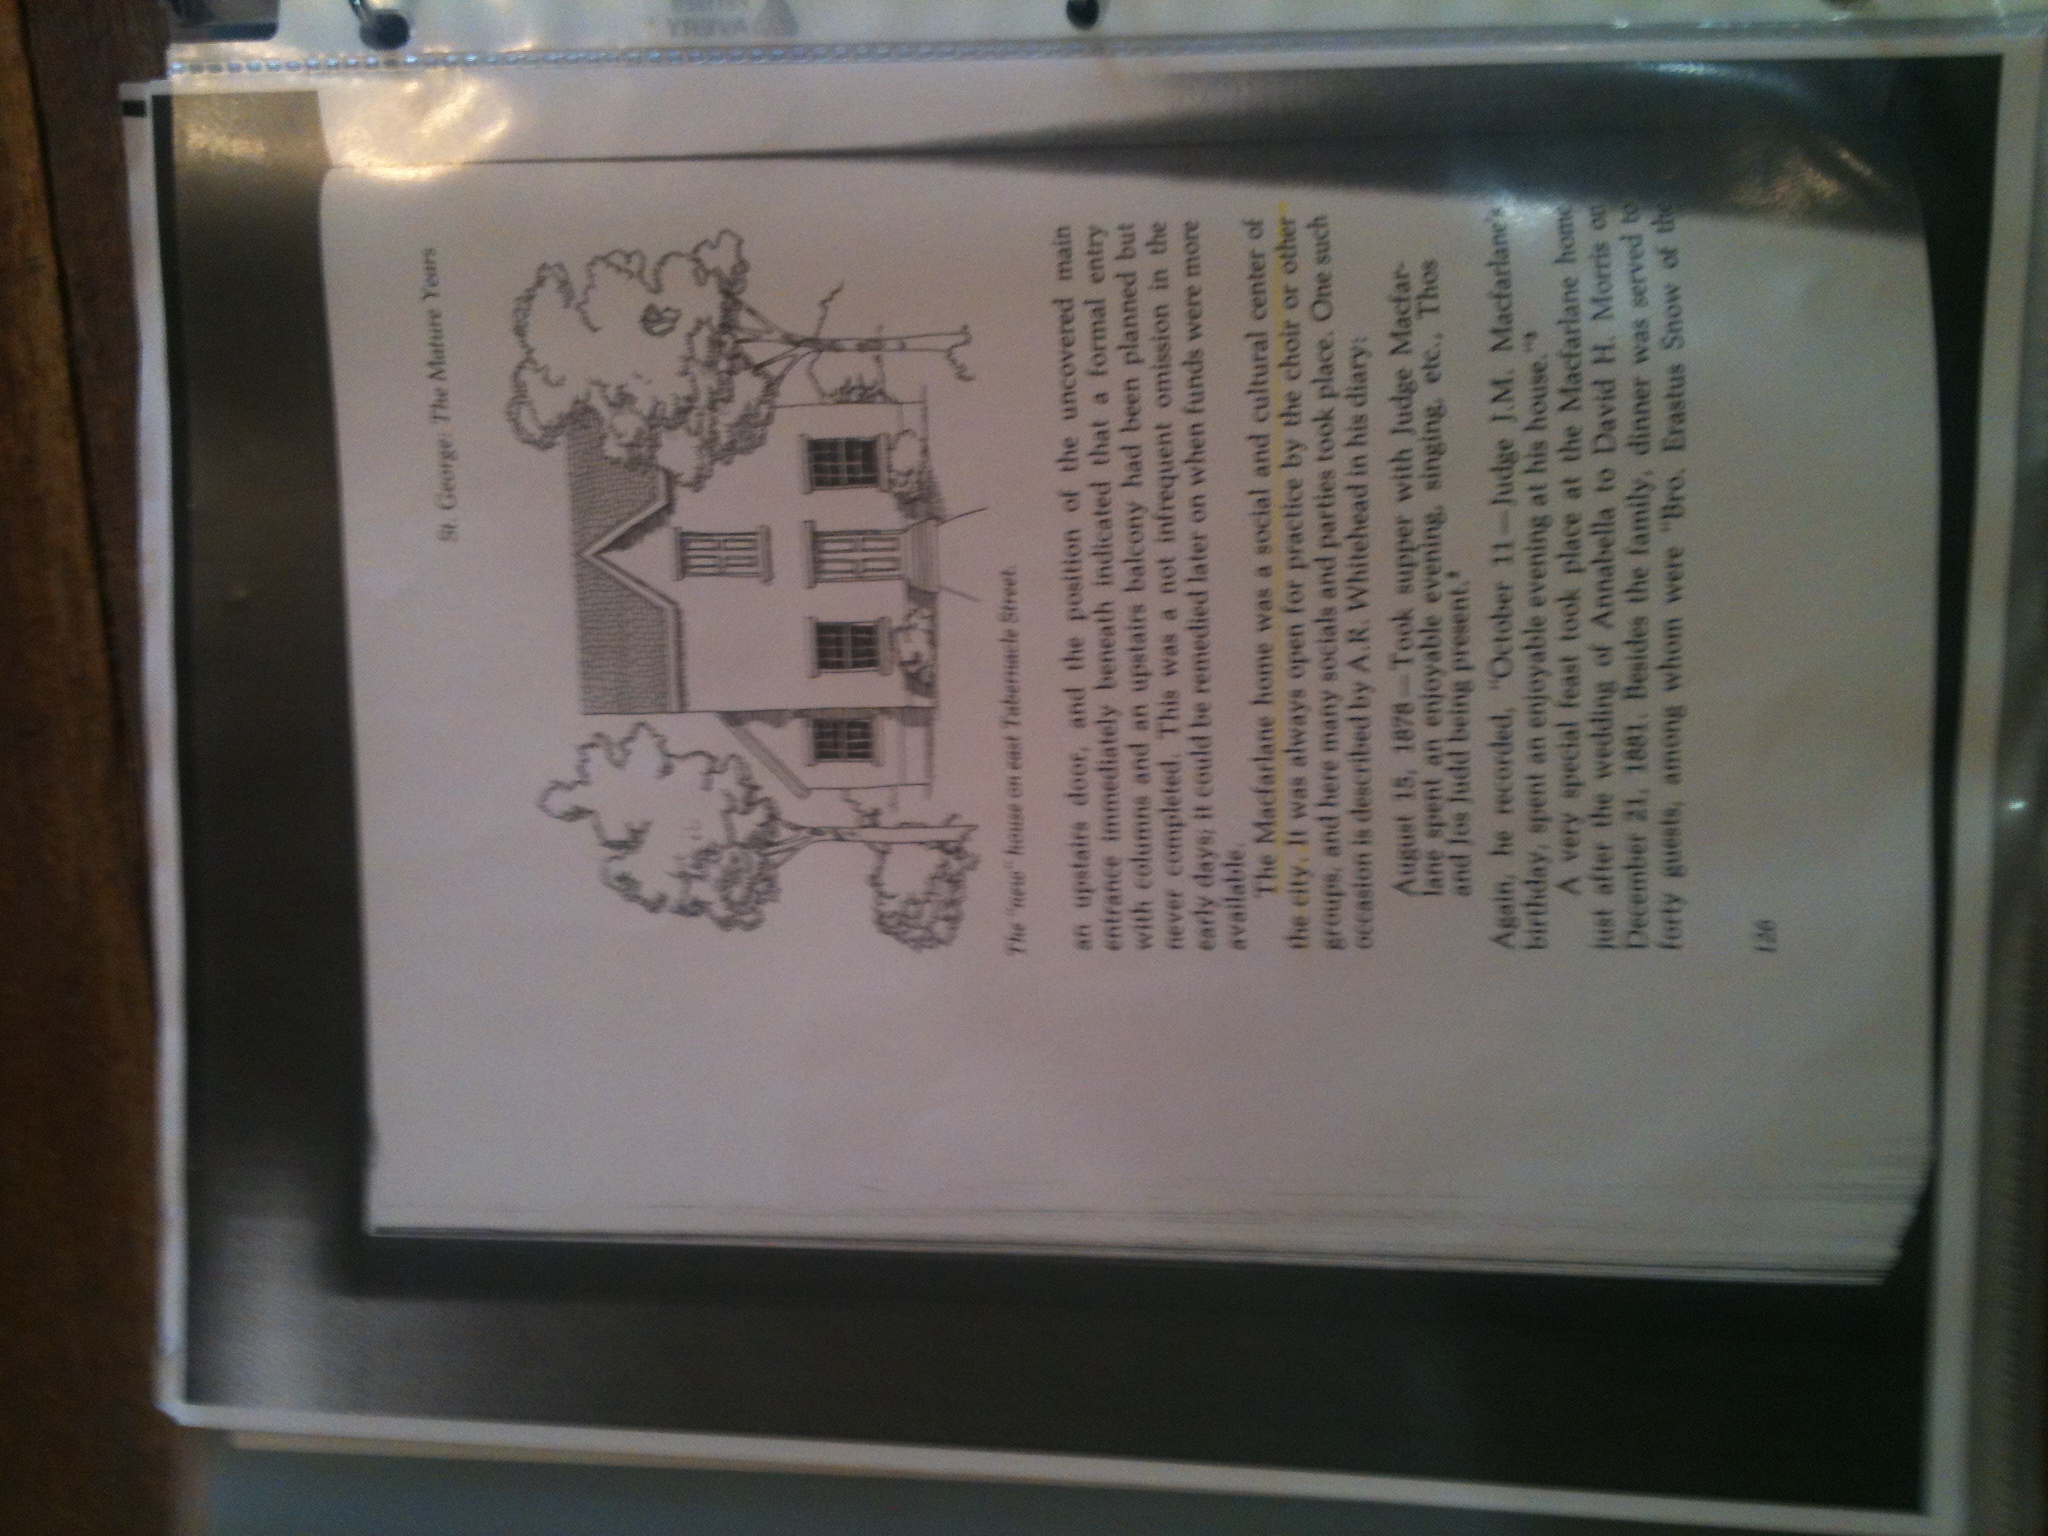 St. George: The Mature Years
The "new" house on east Tabernacle Street.
an upstairs door, and the position of the uncovered main
entrance immediately beneath indicated that a formal entry
with columns and an upstairs balcony had been planned but
never completed. This was a not infrequent omission in the
early days; it could be remedied later on when funds were more
available.
The Macfarlane home was a social and cultural center of
the city. It was always open for practice by the choir or other
groups, and here many socials and parties took place. One such
occasion is described by A.R. Whitehead in his diary:
August 15, 1878—Took supper with Judge Macfar-
lane spent an enjoyable evening, singing, etc., Thos
and Jos Judd being present.⁸
Again, he recorded, "October 11—Judge J.M. Macfarlane's
birthday, spent an enjoyable evening at his house."⁹
A very special feast took place at the Macfarlane home
just after the wedding of Annabella to David H. Morris on
December 21, 1881. Besides the family, dinner was served to
forty guests, among whom were "Bro. Erastus Snow of the
126
AVERY